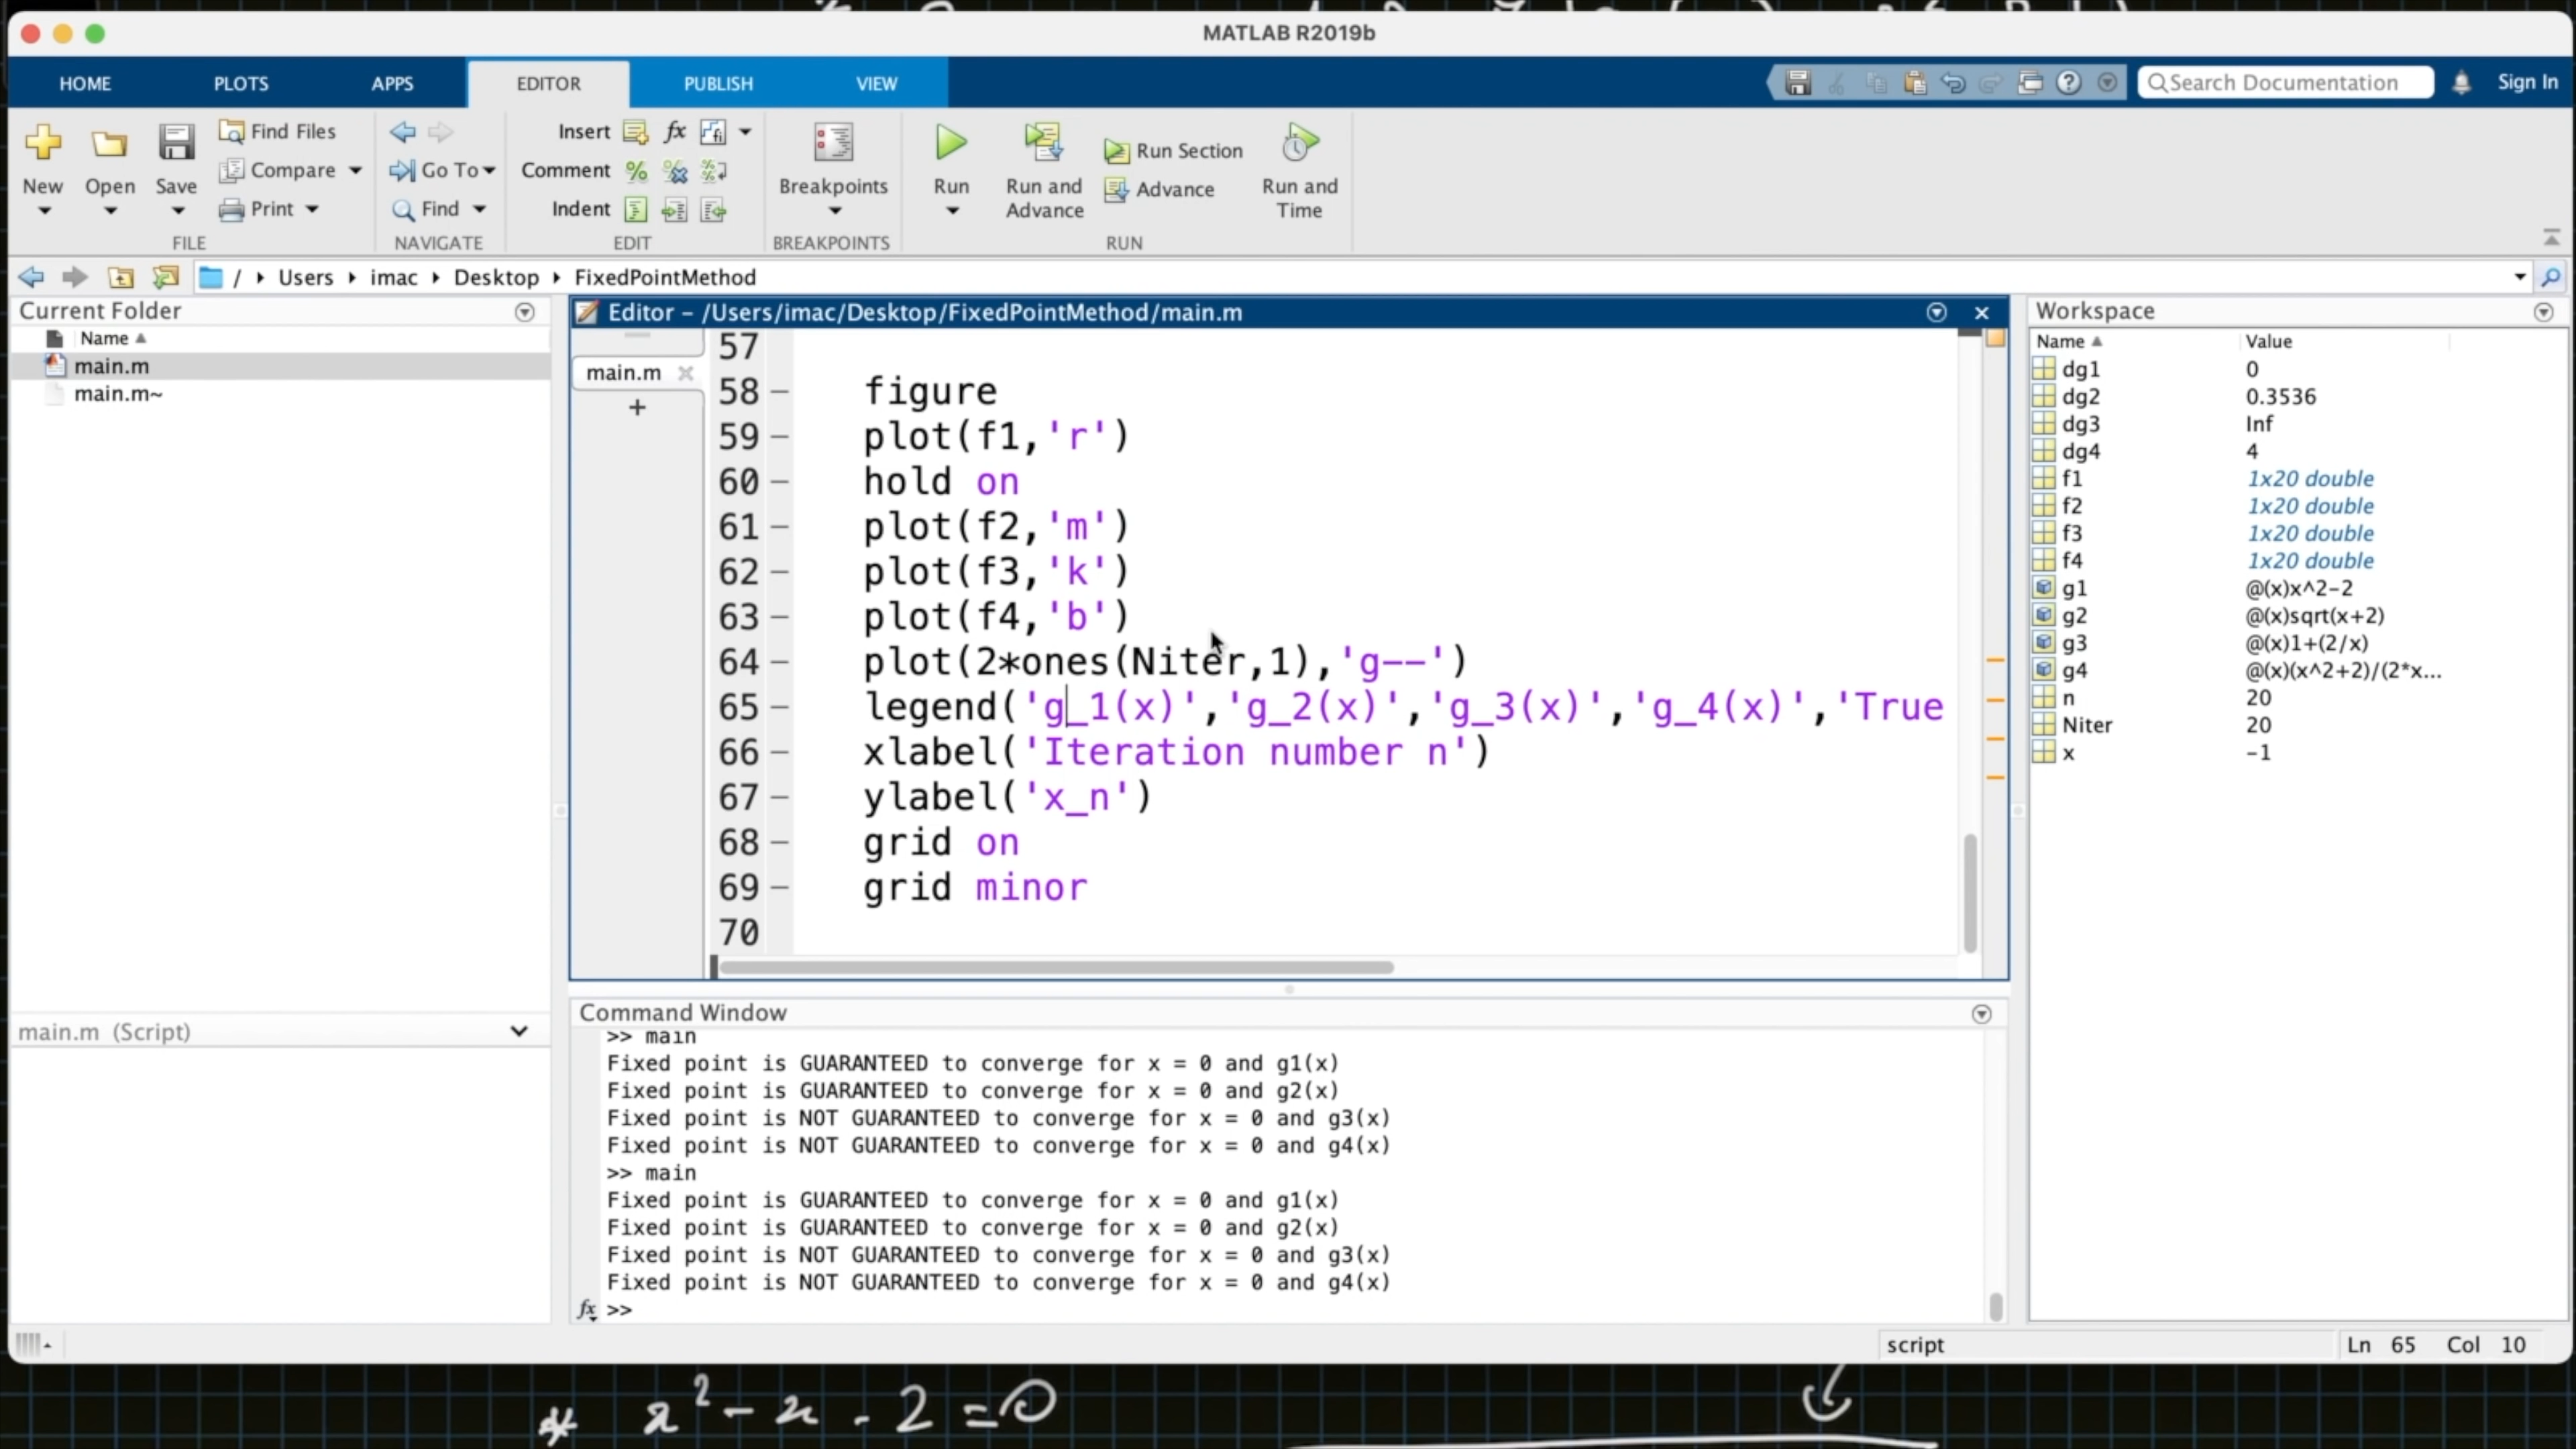 MATLAB R2019b
HOME PLOTS APPS EDITOR PUBLISH VIEW
Search Documentation Sign In
New Open Save Find Files Compare Print
FILE
Go To Find
NAVIGATE
Insert fx
Comment
Indent
EDIT
Breakpoints
BREAKPOINTS
Run Run and Advance Run Section Advance Run and Time
RUN
/ Users imac Desktop FixedPointMethod
Current Folder
Name
main.m
main.m~
main.m (Script)
Editor - /Users/imac/Desktop/FixedPointMethod/main.m
main.m
57
58 – figure
59 – plot(f1,'r')
60 – hold on
61 – plot(f2,'m')
62 – plot(f3,'k')
63 – plot(f4,'b')
64 – plot(2*ones(Niter,1),'g--')
65 – legend('g_1(x)','g_2(x)','g_3(x)','g_4(x)','True
66 – xlabel('Iteration number n')
67 – ylabel('x_n')
68 – grid on
69 – grid minor
70
Command Window
>> main
Fixed point is GUARANTEED to converge for x = 0 and g1(x)
Fixed point is GUARANTEED to converge for x = 0 and g2(x)
Fixed point is NOT GUARANTEED to converge for x = 0 and g3(x)
Fixed point is NOT GUARANTEED to converge for x = 0 and g4(x)
>> main
Fixed point is GUARANTEED to converge for x = 0 and g1(x)
Fixed point is GUARANTEED to converge for x = 0 and g2(x)
Fixed point is NOT GUARANTEED to converge for x = 0 and g3(x)
Fixed point is NOT GUARANTEED to converge for x = 0 and g4(x)
fx >>
Workspace
Name Value
dg1 0
dg2 0.3536
dg3 Inf
dg4 4
f1 1x20 double
f2 1x20 double
f3 1x20 double
f4 1x20 double
g1 @(x)x^2-2
g2 @(x)sqrt(x+2)
g3 @(x)1+(2/x)
g4 @(x)(x^2+2)/(2*x...
n 20
Niter 20
x -1
script Ln 65 Col 10
* x² - x - 2 = 0